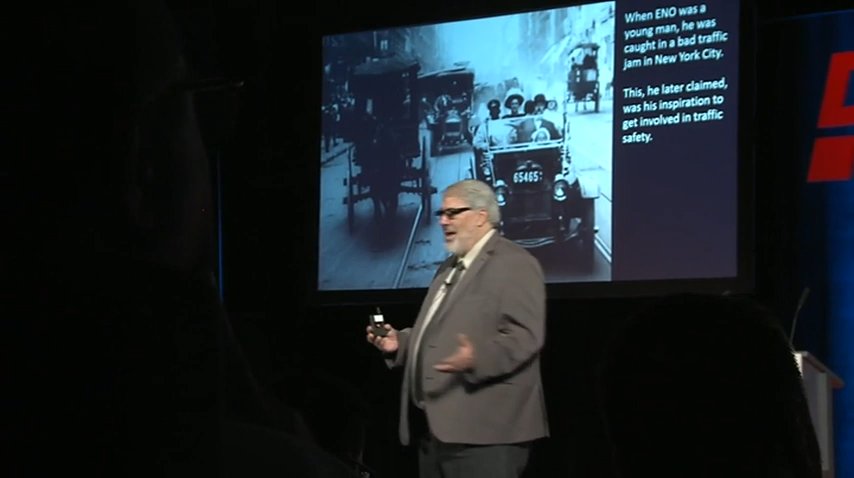 When ENO was a
young man, he was
caught in a bad traffic
jam in New York City.
This, he later claimed,
was his inspiration to
get involved in traffic
safety.
65465